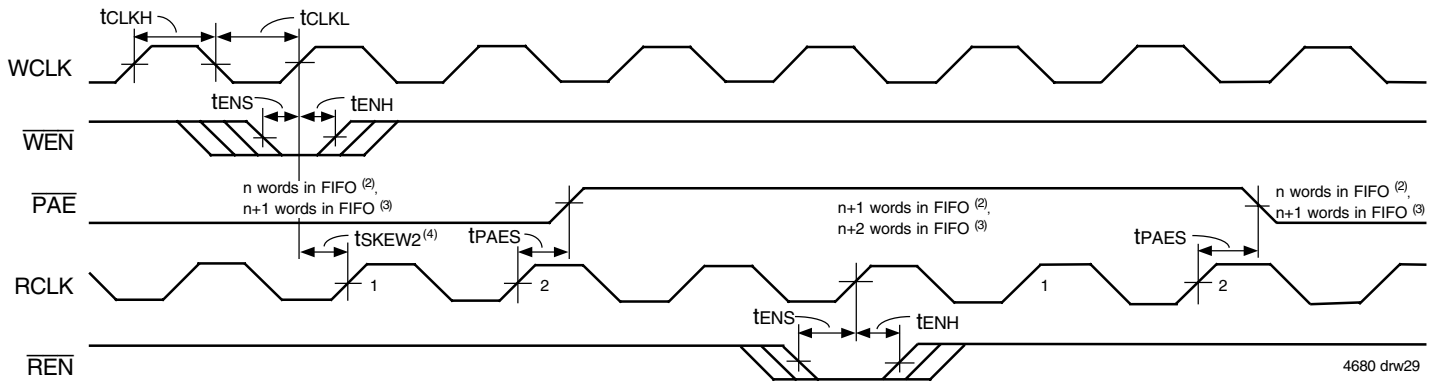 tCLKH
tCLKL
WCLK
tENS
tENH
WEN
n words in FIFO (2),
n+1 words in FIFO (3)
PAE
n+1 words in FIFO (2),
n+2 words in FIFO (3)
n words in FIFO (2),
n+1 words in FIFO (3)
tSKEW2(4)
tPAES
tPAES
RCLK
1
2
1
2
tENS
tENH
REN
4680 drw29